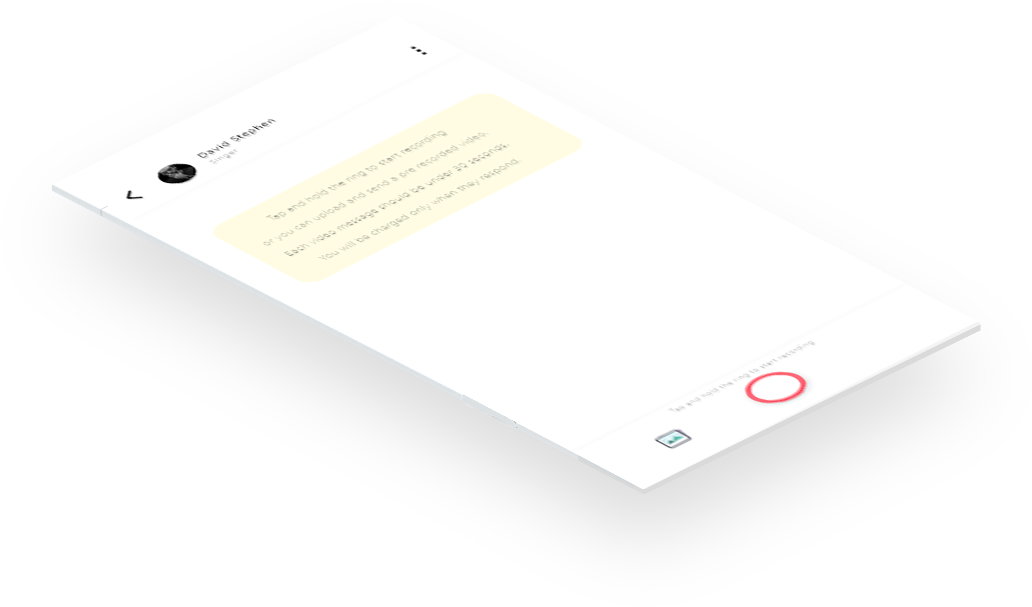 David Stephen
Singer
Tap and hold the ring to start recording
or you can upload and send a pre recorded video.
Each video message should be under 30 seconds.
You will be charged only when they respond.
Tap and hold the ring to start recording